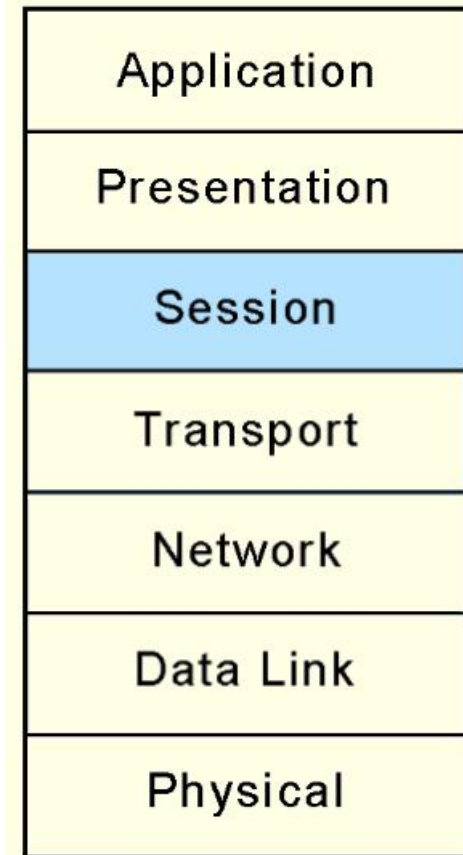 Application
Presentation
Session
Transport
Network
Data Link
Physical